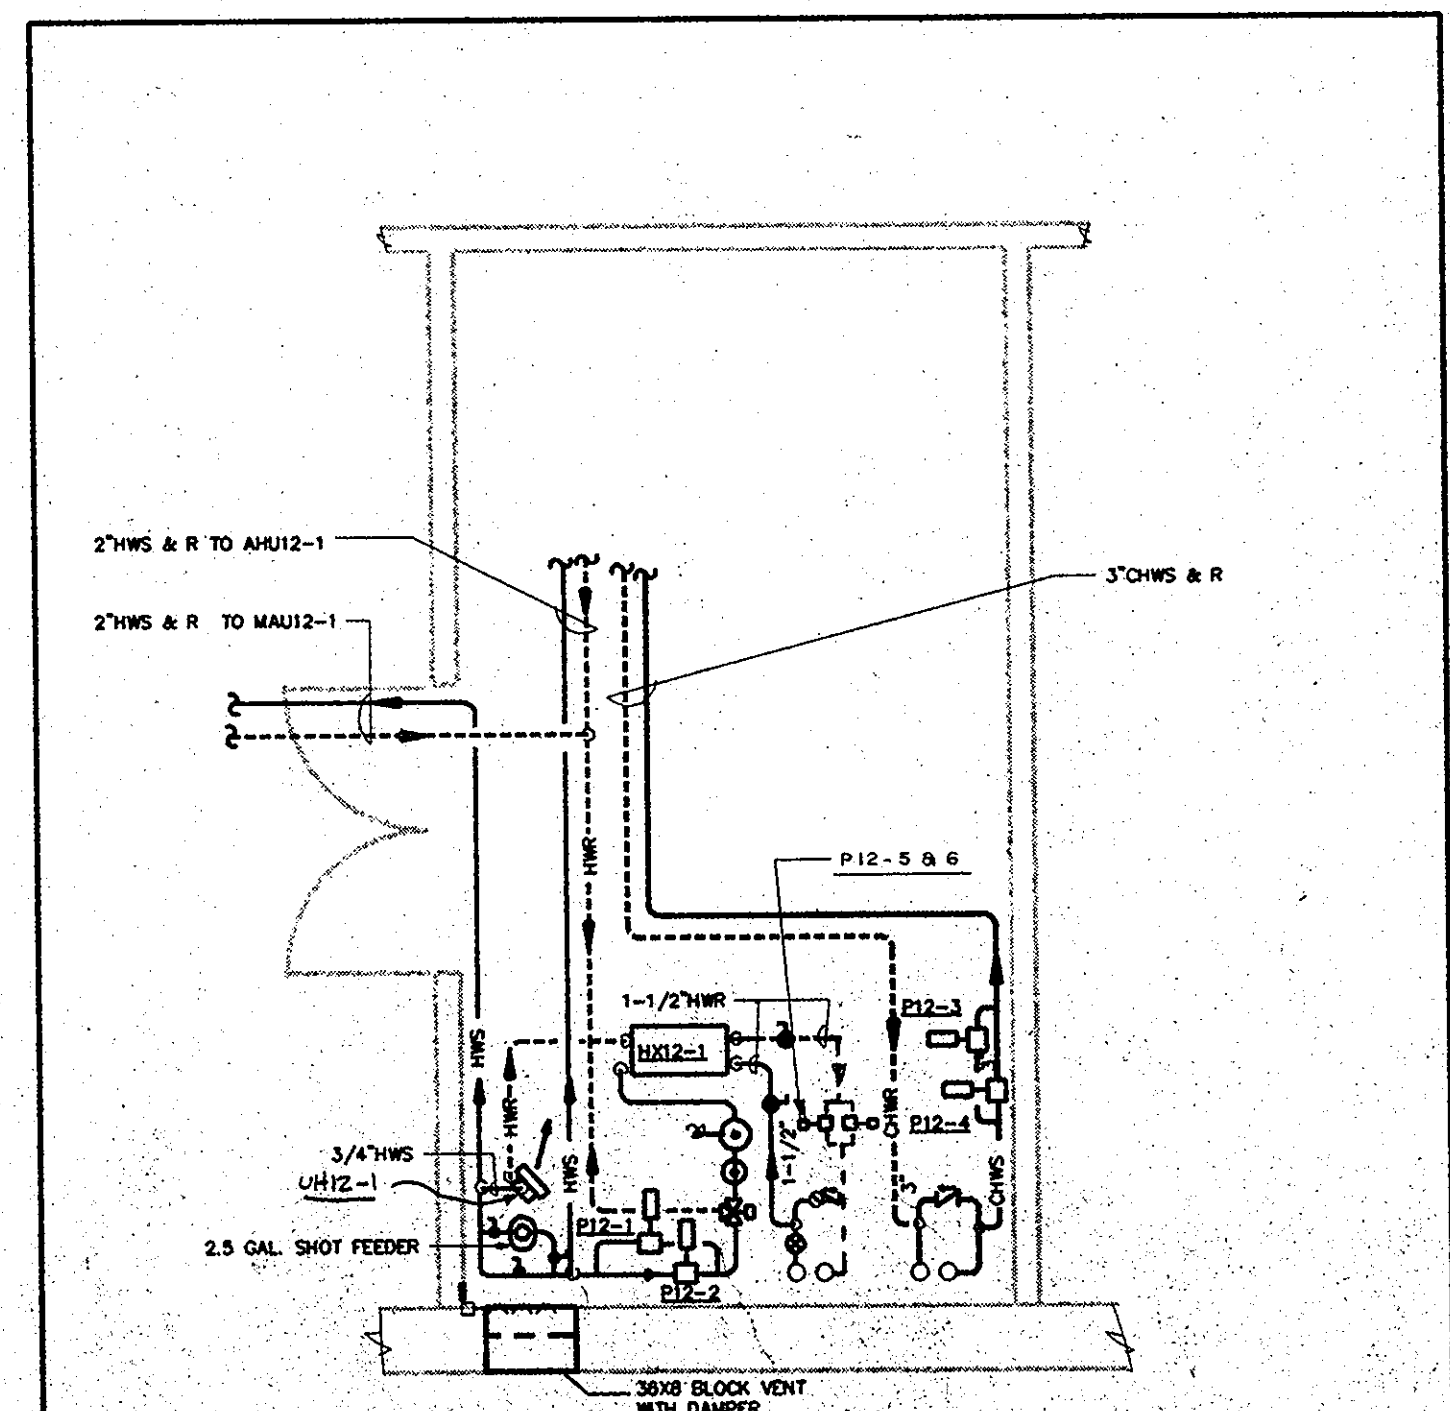 2"HWS & R TO AHU12-1
3"CHWS & R
2"HWS & R TO MAU12-1
HWR
P12-5 & 6
1-1/2"HWR
P12-3
HWS
HX12-1
HWR
CHWR
P12-4
1-1/2"
3/4"HWS
HWS
3"
CHWS
UH12-1
P12-1
2.5 GAL. SHOT FEEDER
P12-2
36X8 BLOCK VENT
WITH DAMPER